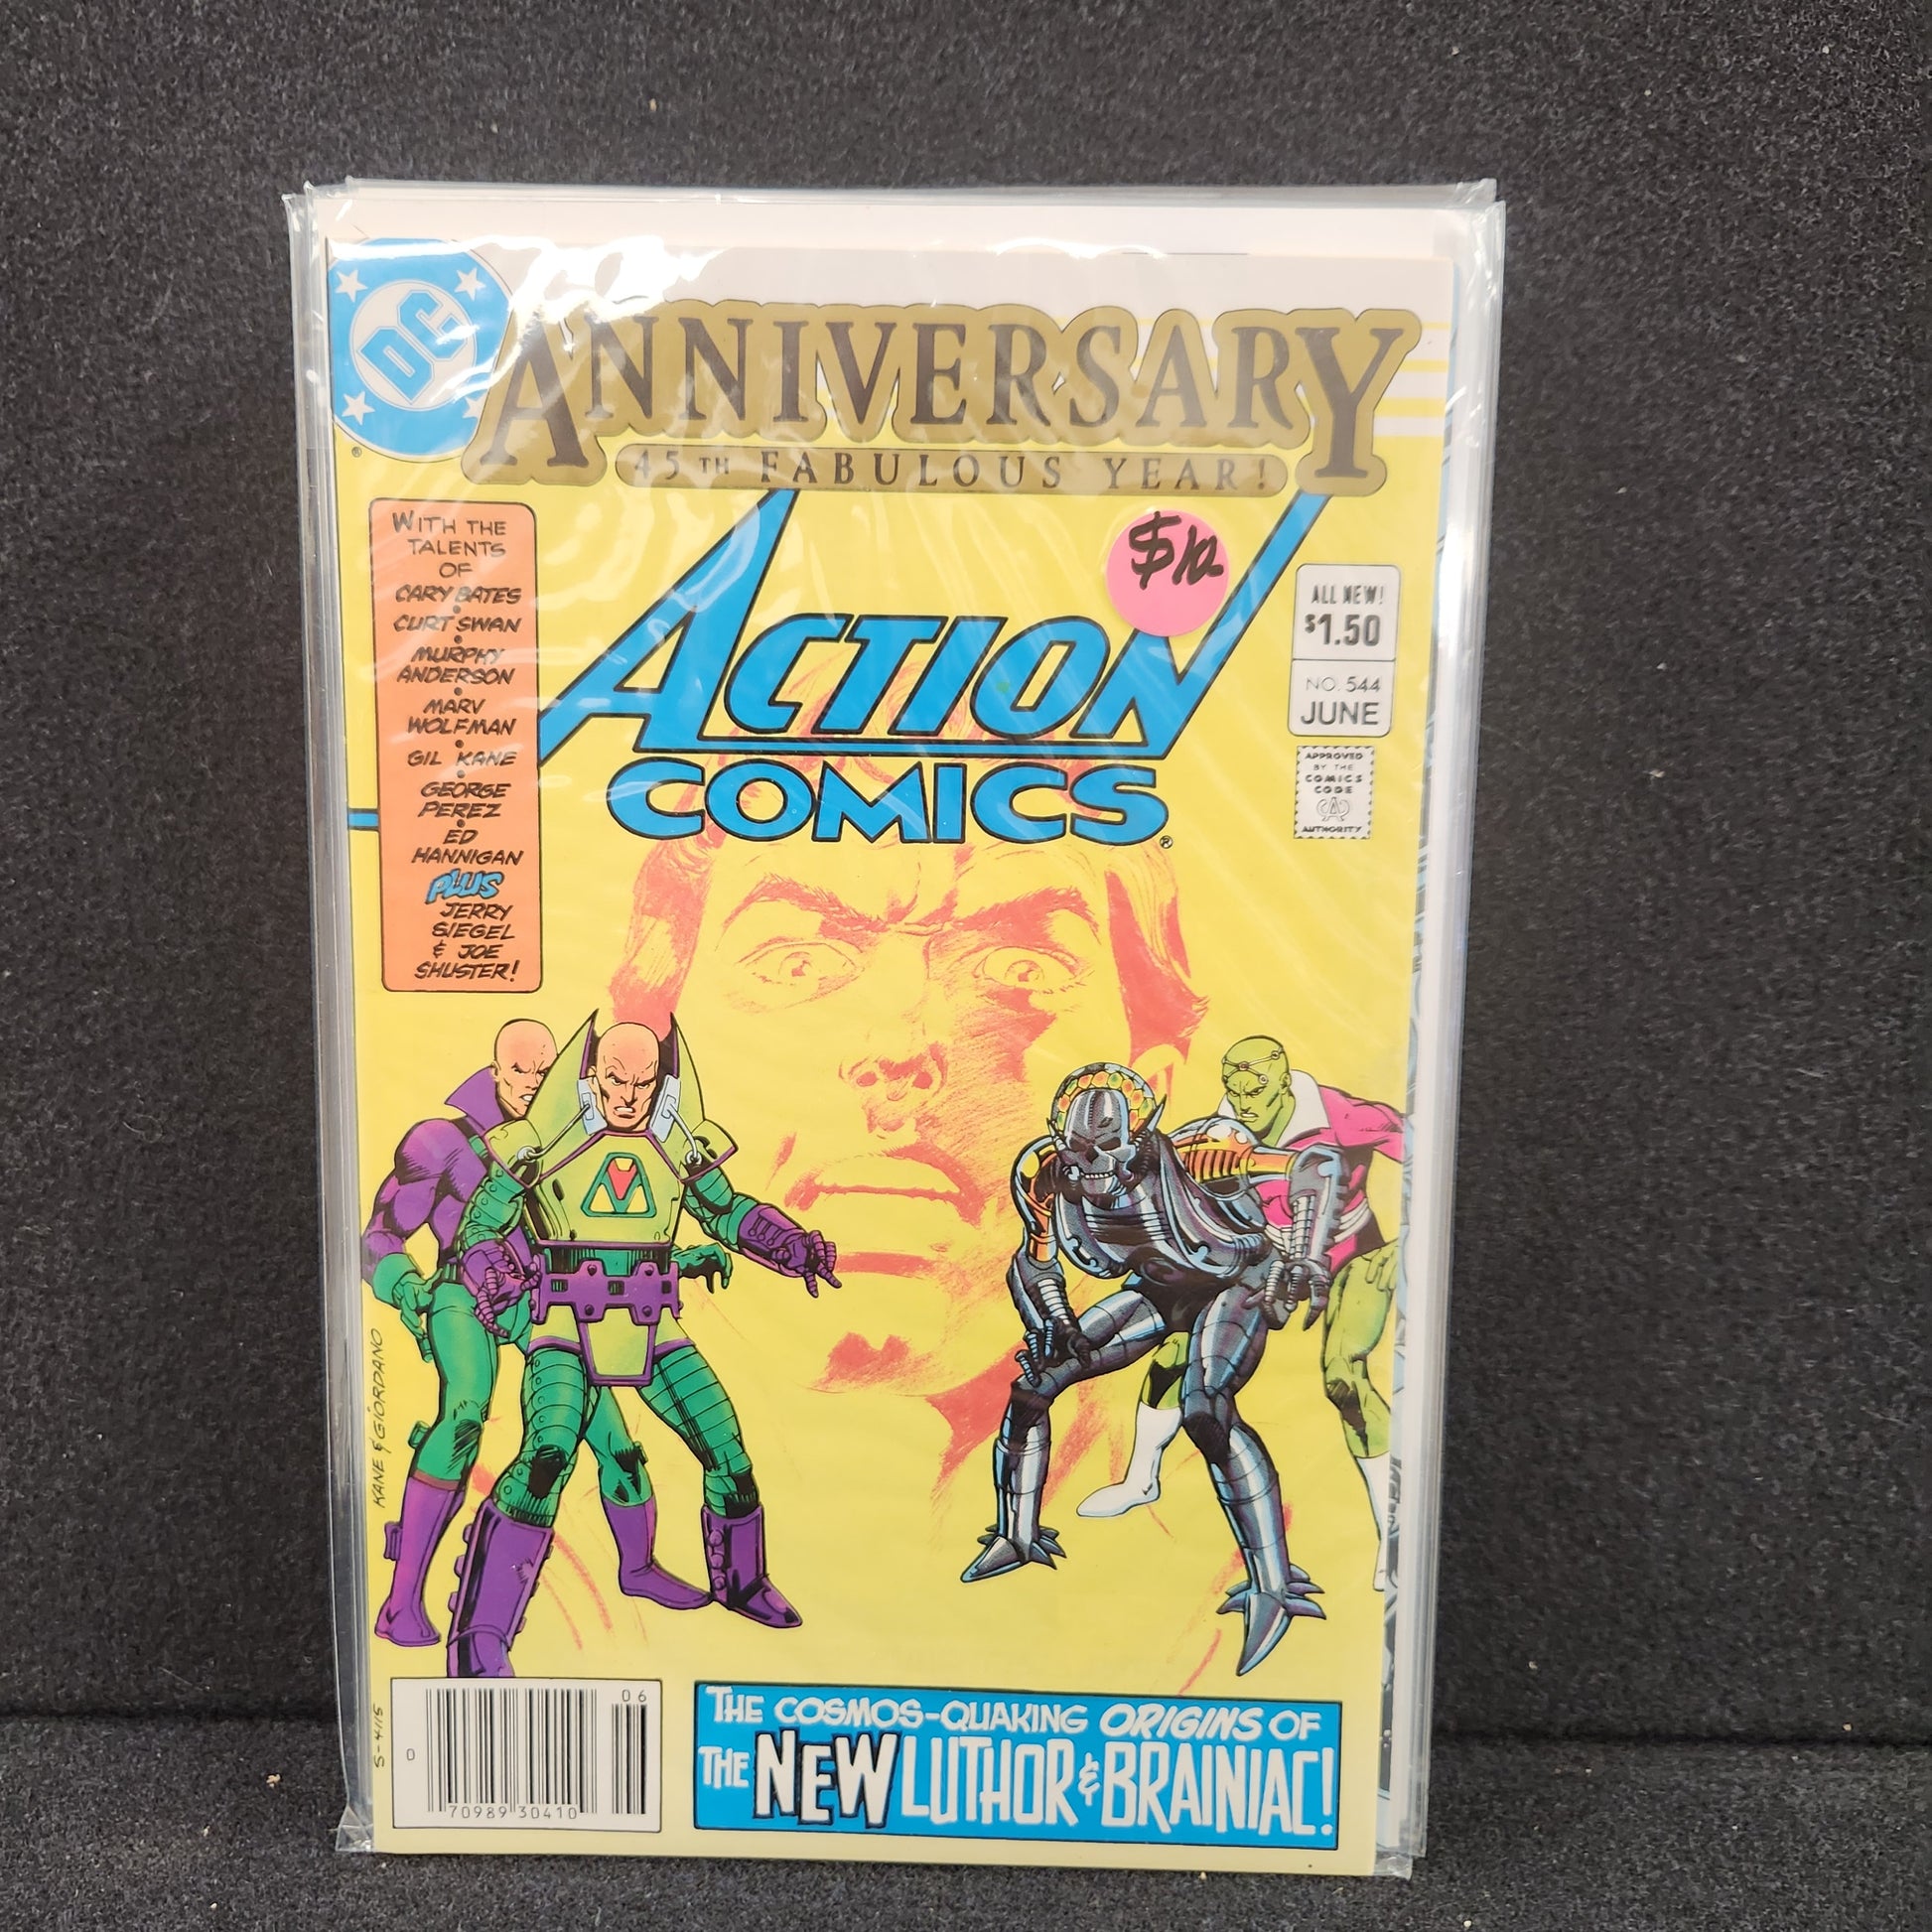 DC
®
ANNIVERSARY
45TH FABULOUS YEAR!
WITH THE
TALENTS
OF
CARY BATES
CURT SWAN
MURPHY
ANDERSON
MARV
WOLFMAN
GIL KANE
GEORGE
PEREZ
ED
HANNIGAN
PLUS
JERRY
SIEGEL
& JOE
SHUSTER!
ACTION
COMICS
®
$10
ALL NEW!
$1.50
NO. 544
JUNE
APPROVED
BY THE
COMICS
CODE
CA
AUTHORITY
KANE & GIORDANO
S-4415
06
0
70989 30410
THE COSMOS-QUAKING ORIGINS OF
THE NEW LUTHOR & BRAINIAC!